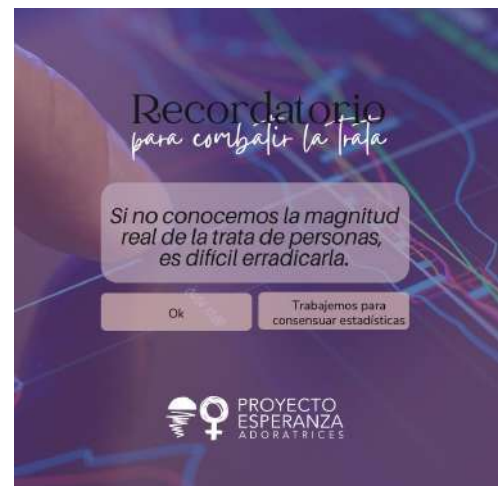 Recordatorio
para combatir la trata
Si no conocemos la magnitud
real de la trata de personas,
es difícil erradicarla.
Ok
Trabajemos para
consensuar estadísticas
PROYECTO
ESPERANZA
ADORATRICES